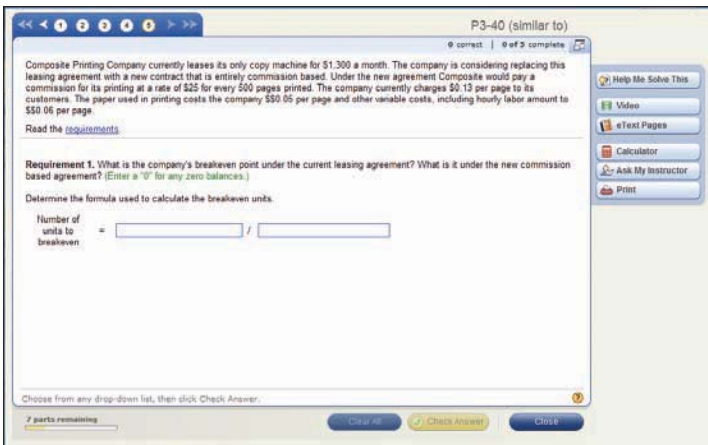 P3-40 (similar to)
1 2 3 4 5
0 correct | 0 of 5 complete
Composite Printing Company currently leases its only copy machine for $1,300 a month. The company is considering replacing this
leasing agreement with a new contract that is entirely commission based. Under the new agreement Composite would pay a
commission for its printing at a rate of $25 for every 500 pages printed. The company currently charges $0.13 per page to its
customers. The paper used in printing costs the company $$0.05 per page and other variable costs, including hourly labor amount to
$$0.06 per page.
Read the requirements.
Requirement 1. What is the company's breakeven point under the current leasing agreement? What is it under the new commission
based agreement? (Enter a "0" for any zero balances.)
Determine the formula used to calculate the breakeven units.
Number of
units to
breakeven
= /
Choose from any drop-down list, then click Check Answer.
?
7 parts remaining
Clear All
Check Answer
Close
Help Me Solve This
Video
eText Pages
Calculator
Ask My Instructor
Print